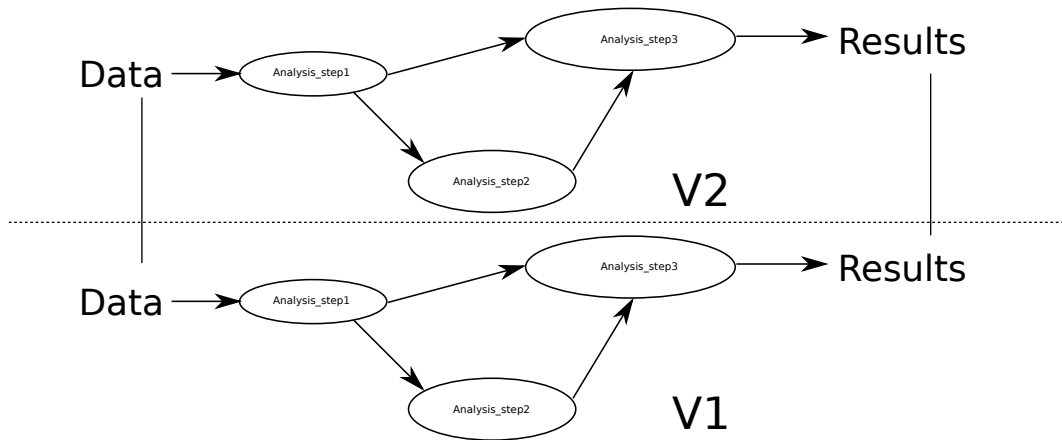 Analysis_step3
Results
Data
Analysis_step1
Analysis_step2
V2
Analysis_step3
Results
Data
Analysis_step1
Analysis_step2
V1